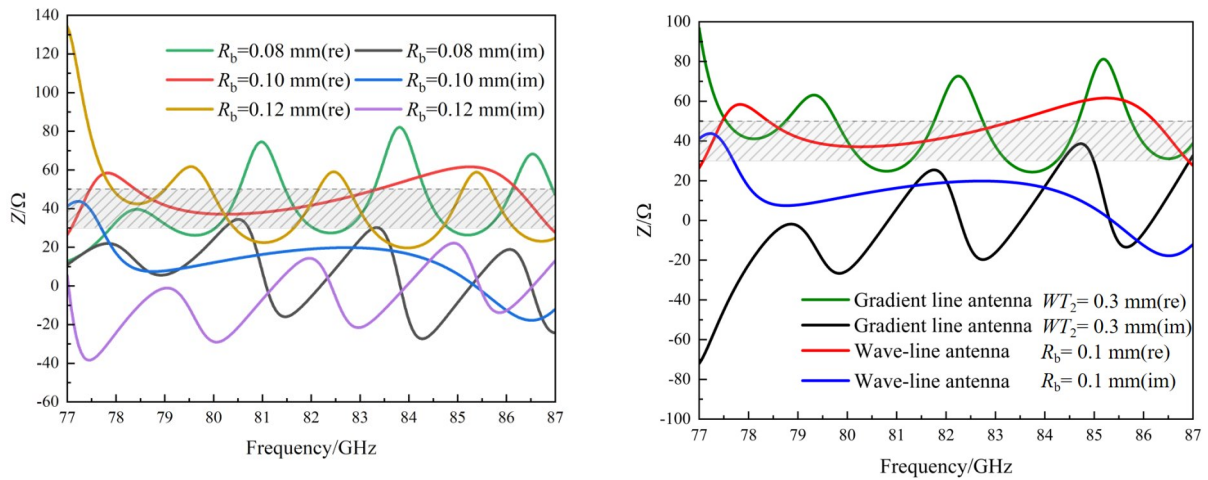 140
120
100
80
60
40
20
0
-20
-40
-60
Z/Ω
Rb=0.08 mm(re) Rb=0.08 mm(im)
Rb=0.10 mm(re) Rb=0.10 mm(im)
Rb=0.12 mm(re) Rb=0.12 mm(im)
77 78 79 80 81 82 83 84 85 86 87
Frequency/GHz
100
80
60
40
20
0
-20
-40
-60
-80
-100
Z/Ω
Gradient line antenna WT2= 0.3 mm(re)
Gradient line antenna WT2= 0.3 mm(im)
Wave-line antenna Rb= 0.1 mm(re)
Wave-line antenna Rb= 0.1 mm(im)
77 78 79 80 81 82 83 84 85 86 87
Frequency/GHz